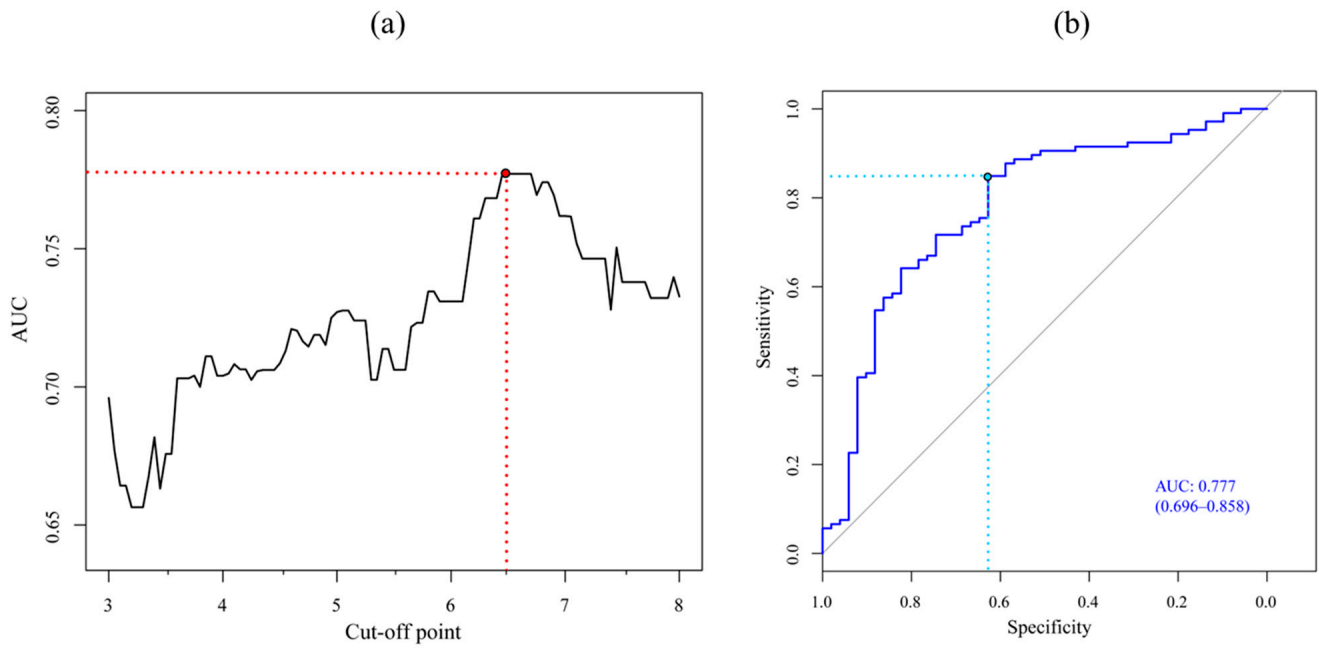 (a)
(b)
0.80
0.75
0.70
0.65
AUC
3 4 5 6 7 8
Cut-off point
1.0
0.8
0.6
0.4
0.2
0.0
Sensitivity
AUC: 0.777
(0.696–0.858)
1.0 0.8 0.6 0.4 0.2 0.0
Specificity